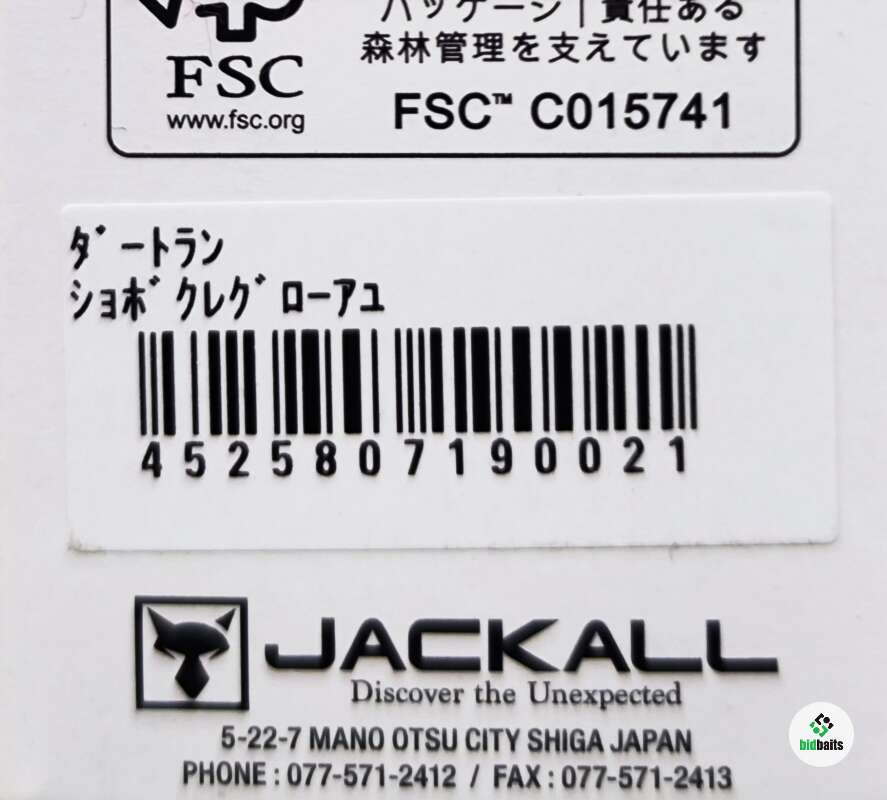 パッケージ | 責任ある
FSC
森林管理を支えています
www.fsc.org
FSC™ C015741
ﾀﾞｰﾄﾗﾝ
ｼｮﾎﾞｸﾚｸﾞﾛｰｱﾕ
4525807190021
JACKALL
Discover the Unexpected
5-22-7 MANO OTSU CITY SHIGA JAPAN
PHONE : 077-571-2412 / FAX : 077-571-2413
bidbaits